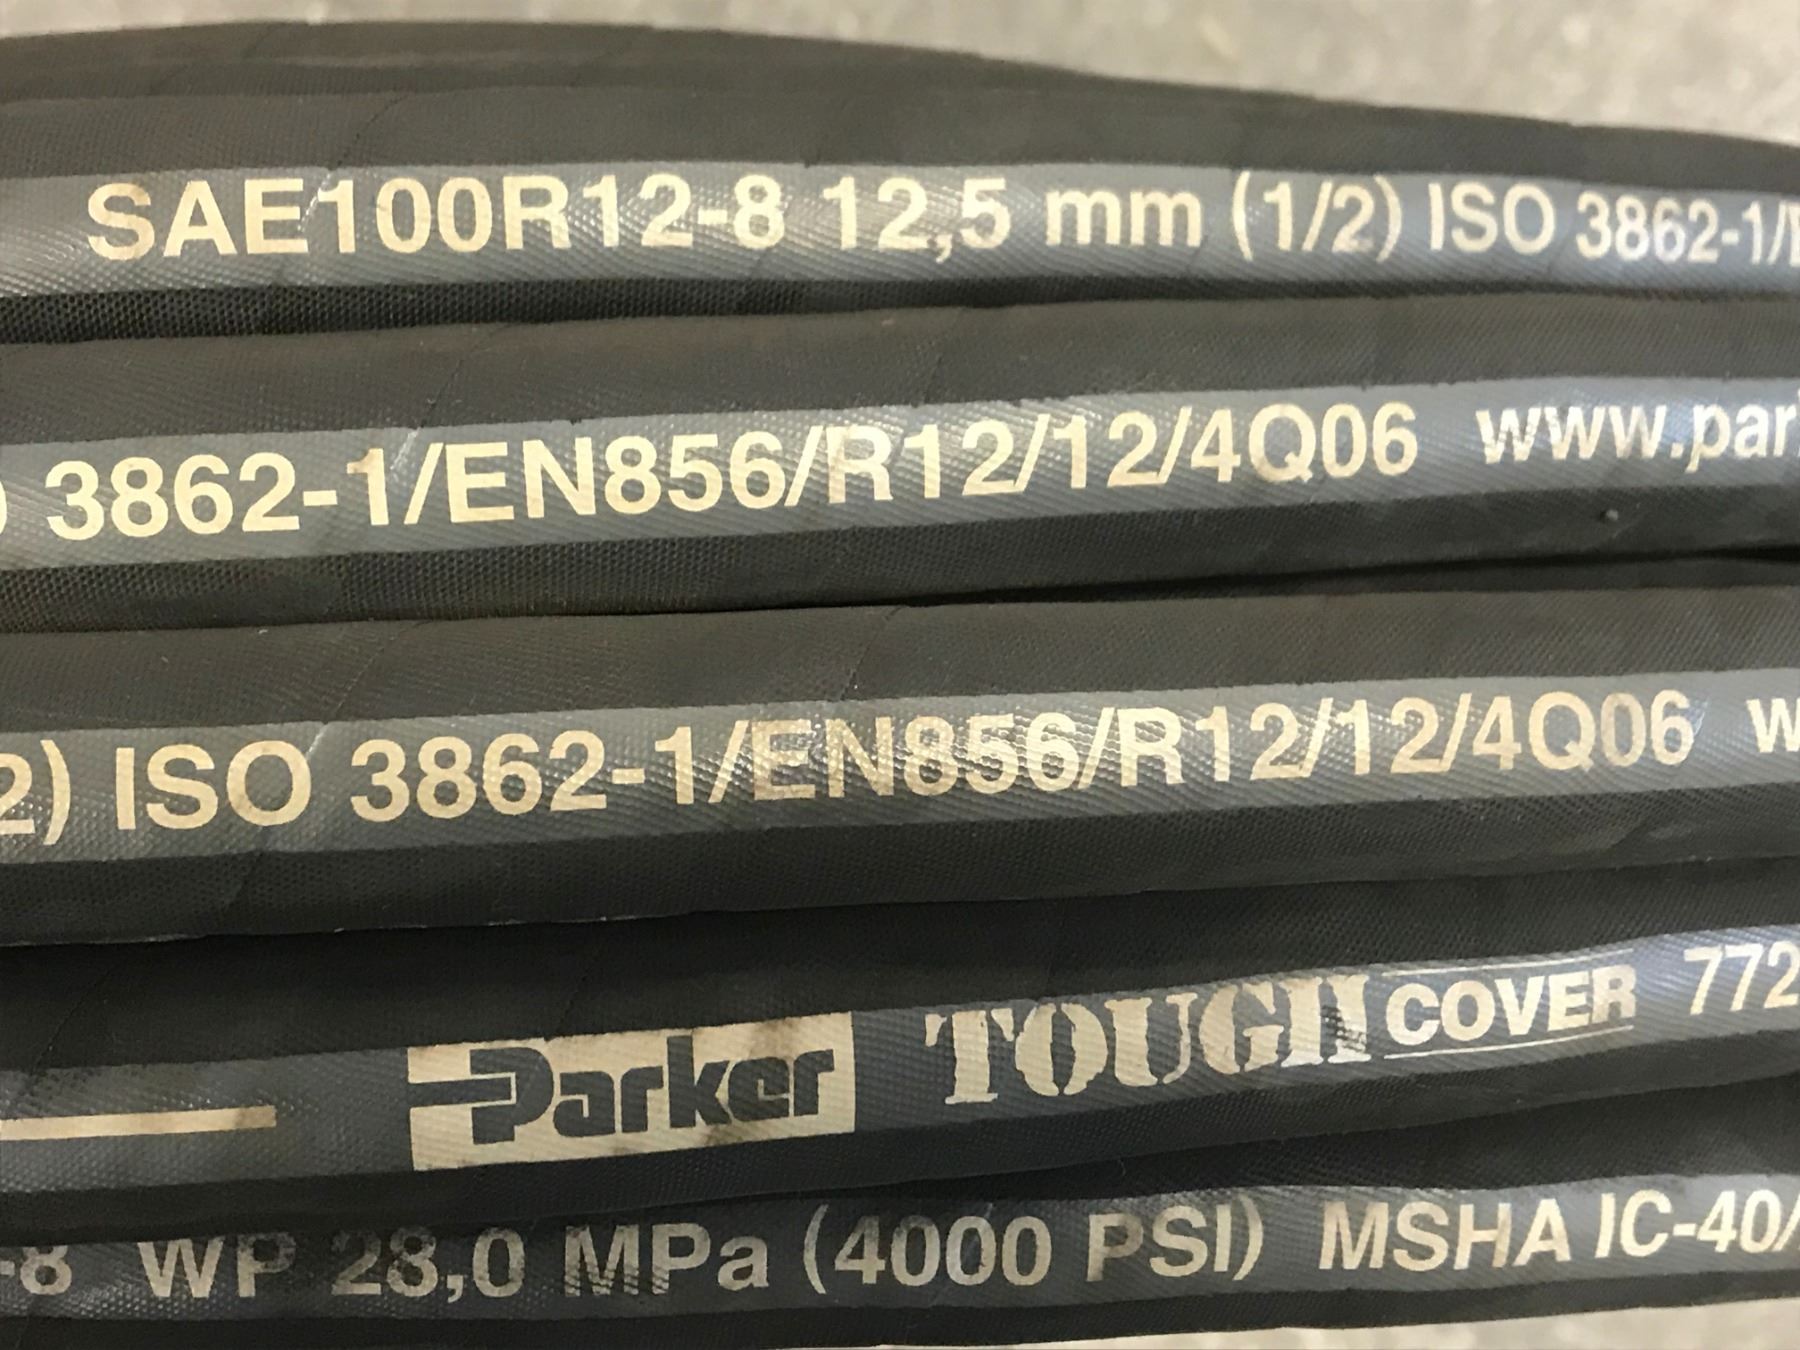 SAE100R12-8 12,5 mm (1/2) ISO 3862-1/
3862-1/EN856/R12/12/4Q06 www.par
2) ISO 3862-1/EN856/R12/12/4Q06 w
Parker TOUGH COVER 772
-8 WP 28,0 MPa (4000 PSI) MSHA IC-40/